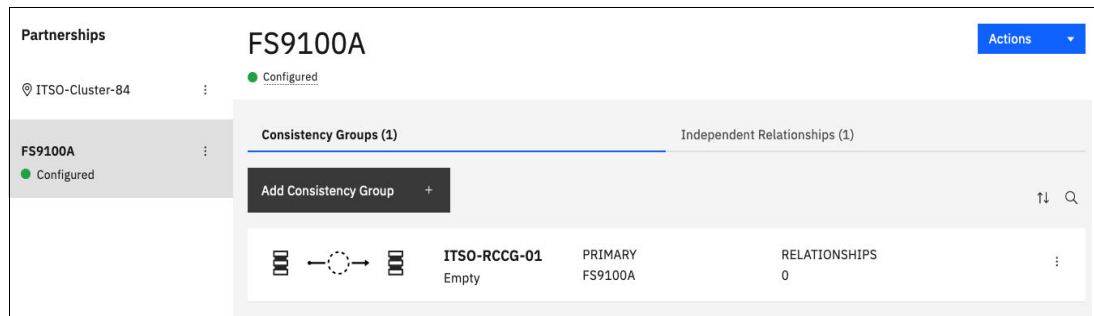 Partnerships
ITSO-Cluster-84
FS9100A
Configured
FS9100A
Configured
Actions
Consistency Groups (1)
Independent Relationships (1)
Add Consistency Group +
ITSO-RCCG-01
Empty
PRIMARY
FS9100A
RELATIONSHIPS
0